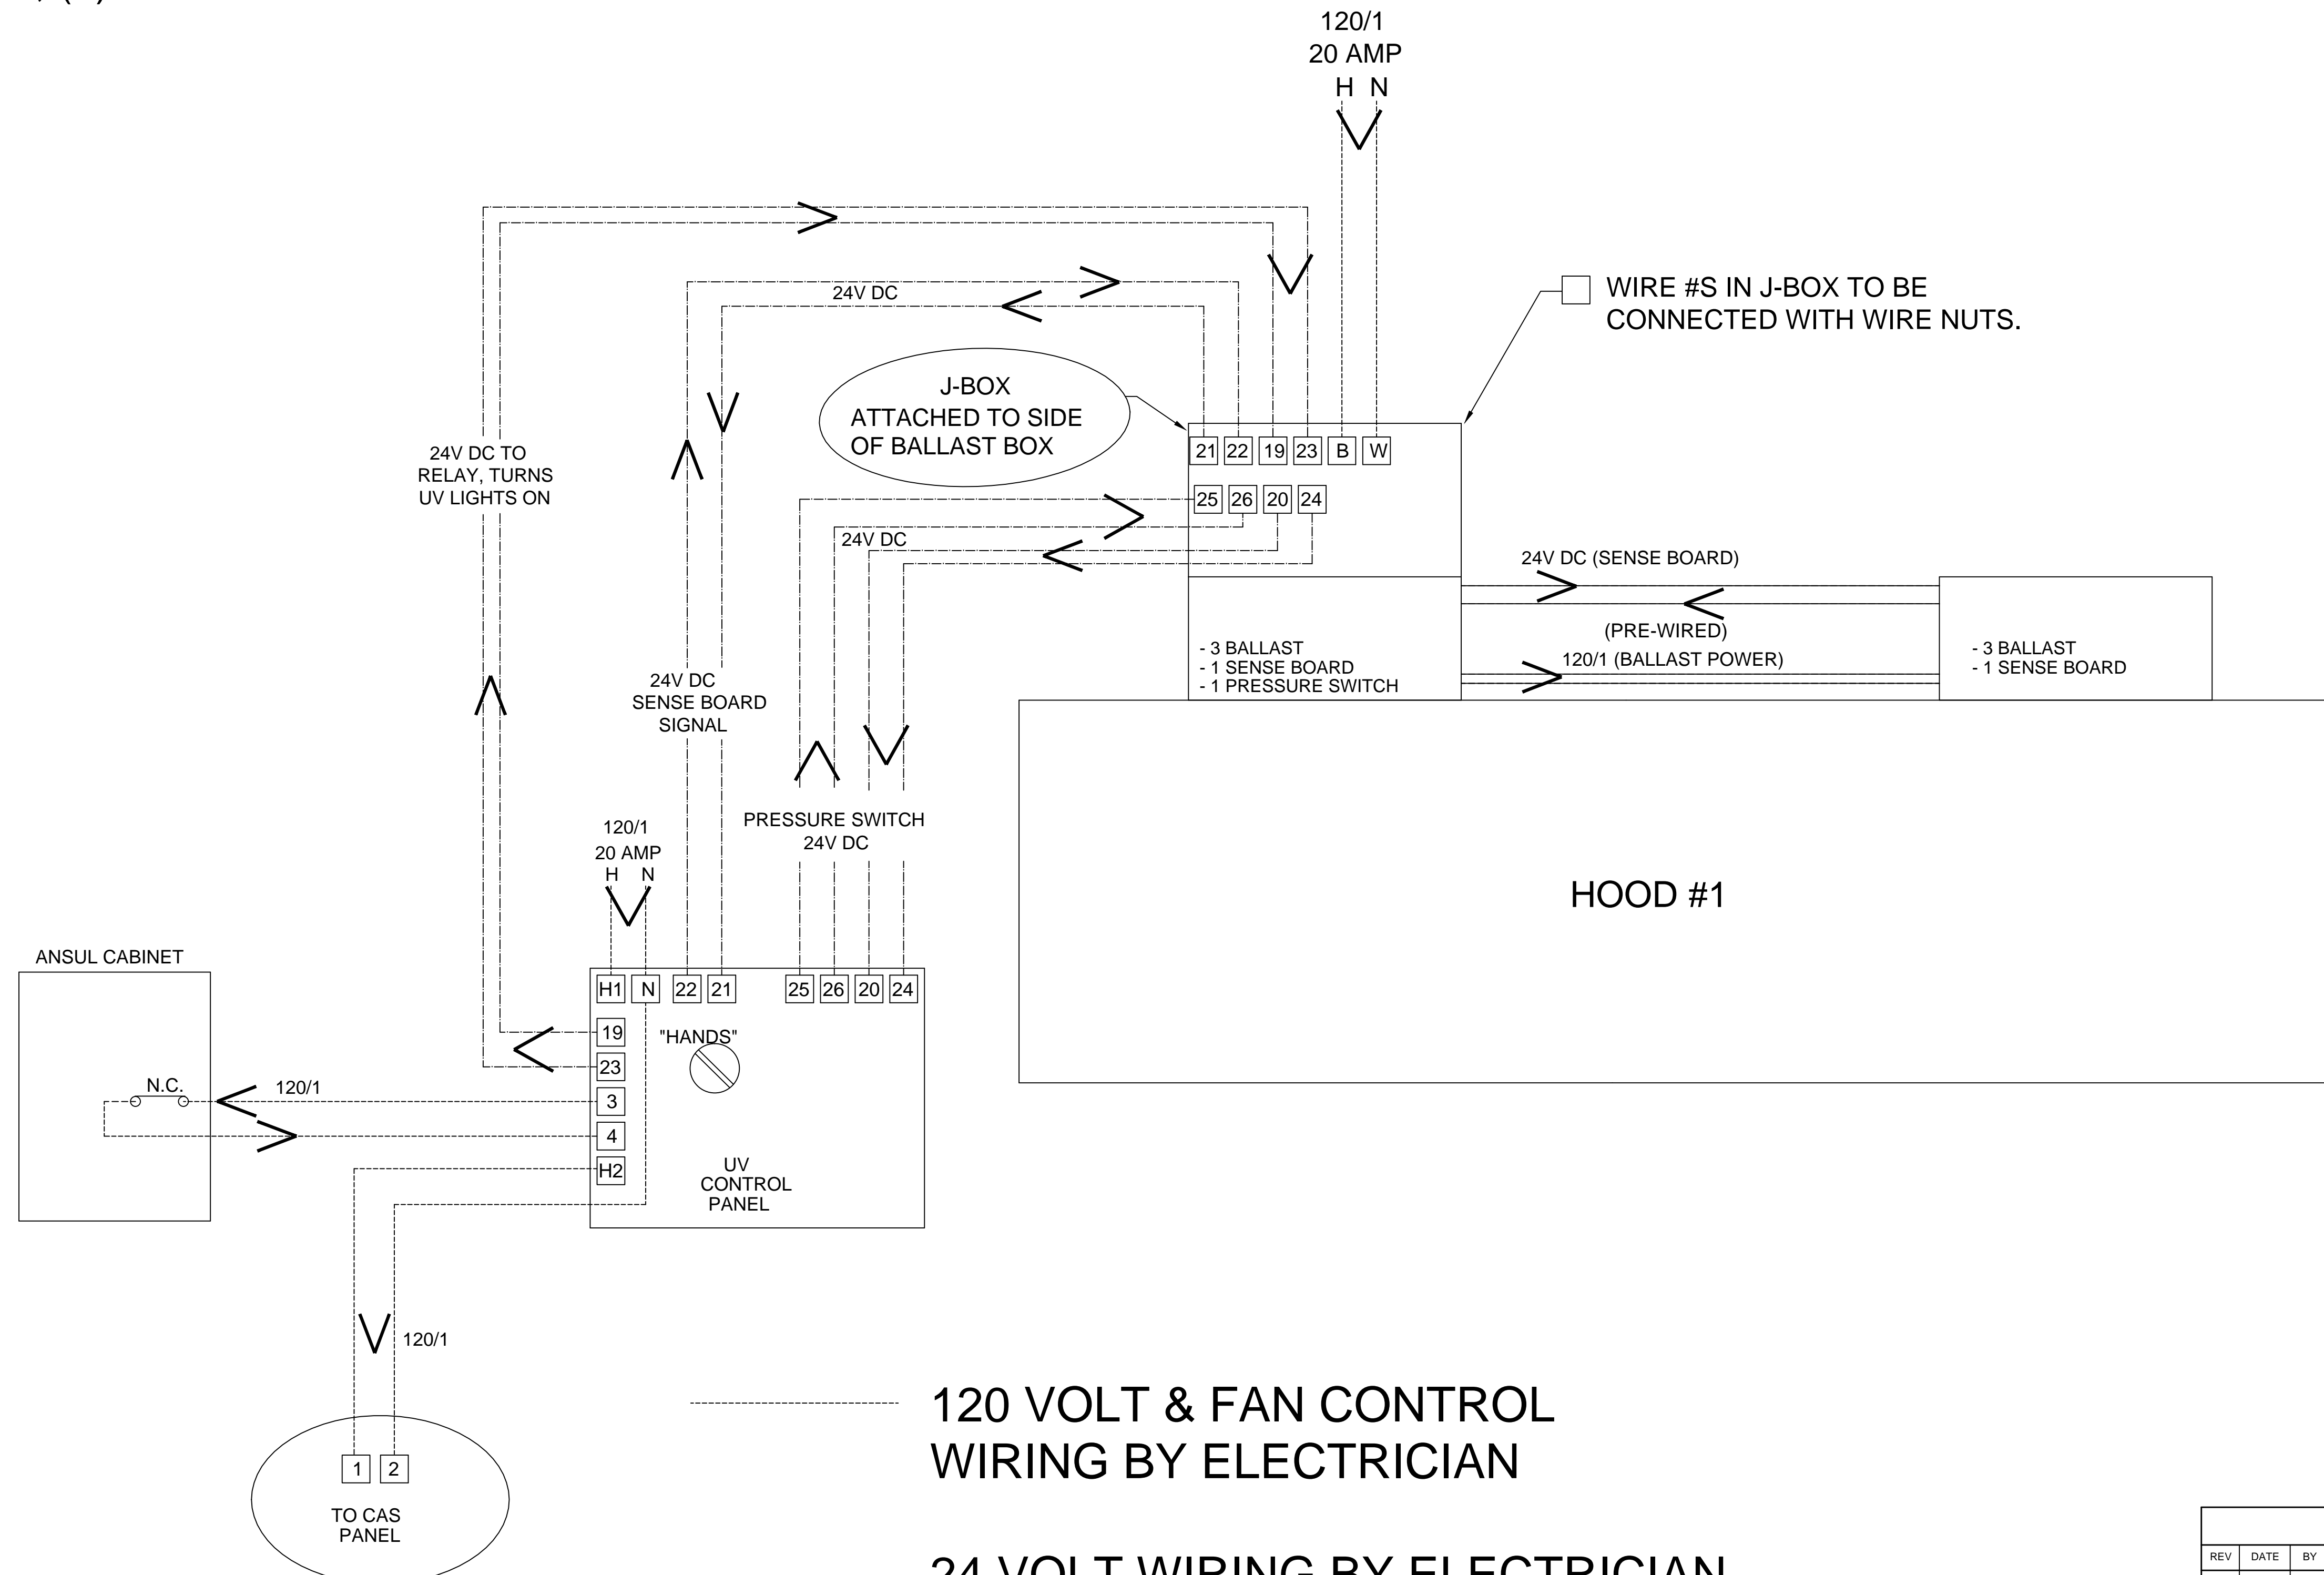 120/1
20 AMP
H N
WIRE #S IN J-BOX TO BE
CONNECTED WITH WIRE NUTS.
24V DC
J-BOX
ATTACHED TO SIDE
OF BALLAST BOX
21 22 19 23 B W
25 26 20 24
24V DC TO
RELAY, TURNS
UV LIGHTS ON
24V DC
24V DC (SENSE BOARD)
(PRE-WIRED)
120/1 (BALLAST POWER)
- 3 BALLAST
- 1 SENSE BOARD
- 1 PRESSURE SWITCH
- 3 BALLAST
- 1 SENSE BOARD
24V DC
SENSE BOARD
SIGNAL
PRESSURE SWITCH
24V DC
120/1
20 AMP
H N
HOOD #1
ANSUL CABINET
N.C.
120/1
H1 N 22 21 25 26 20 24
19
23
3
4
H2
"HANDS"
UV
CONTROL
PANEL
120/1
1 2
TO CAS
PANEL
120 VOLT & FAN CONTROL
WIRING BY ELECTRICIAN
24 VOLT WIRING BY ELECTRICIAN
REV DATE BY